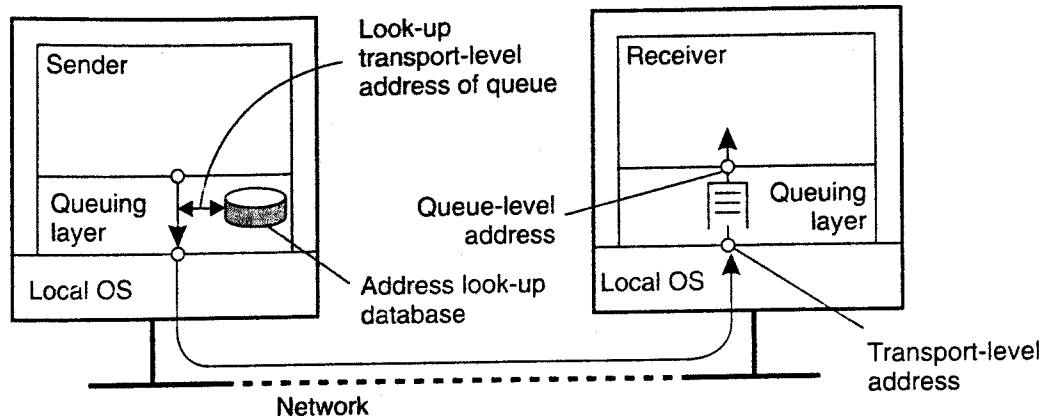 Look-up
transport-level
address of queue
Sender
Receiver
Queuing
layer
Queue-level
address
Queuing
layer
Local OS
Address look-up
database
Local OS
Transport-level
address
Network